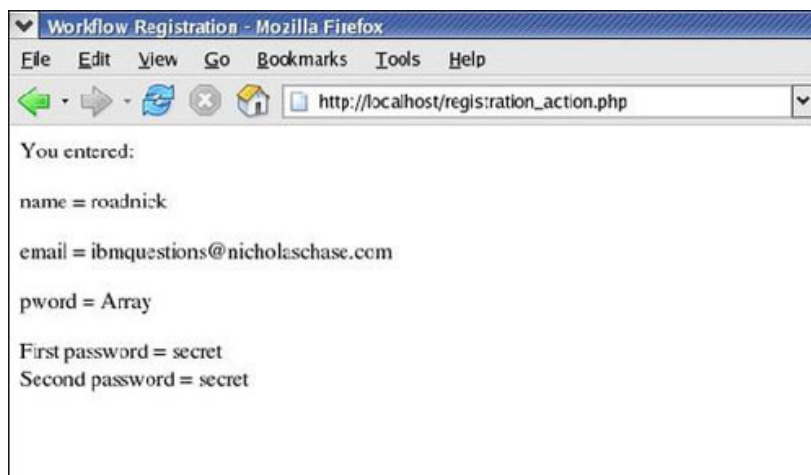 Workflow Registration - Mozilla Firefox
File Edit View Go Bookmarks Tools Help
http://localhost/registration_action.php
You entered:
name = roadnick
email = ibmquestions@nicholaschase.com
pword = Array
First password = secret
Second password = secret